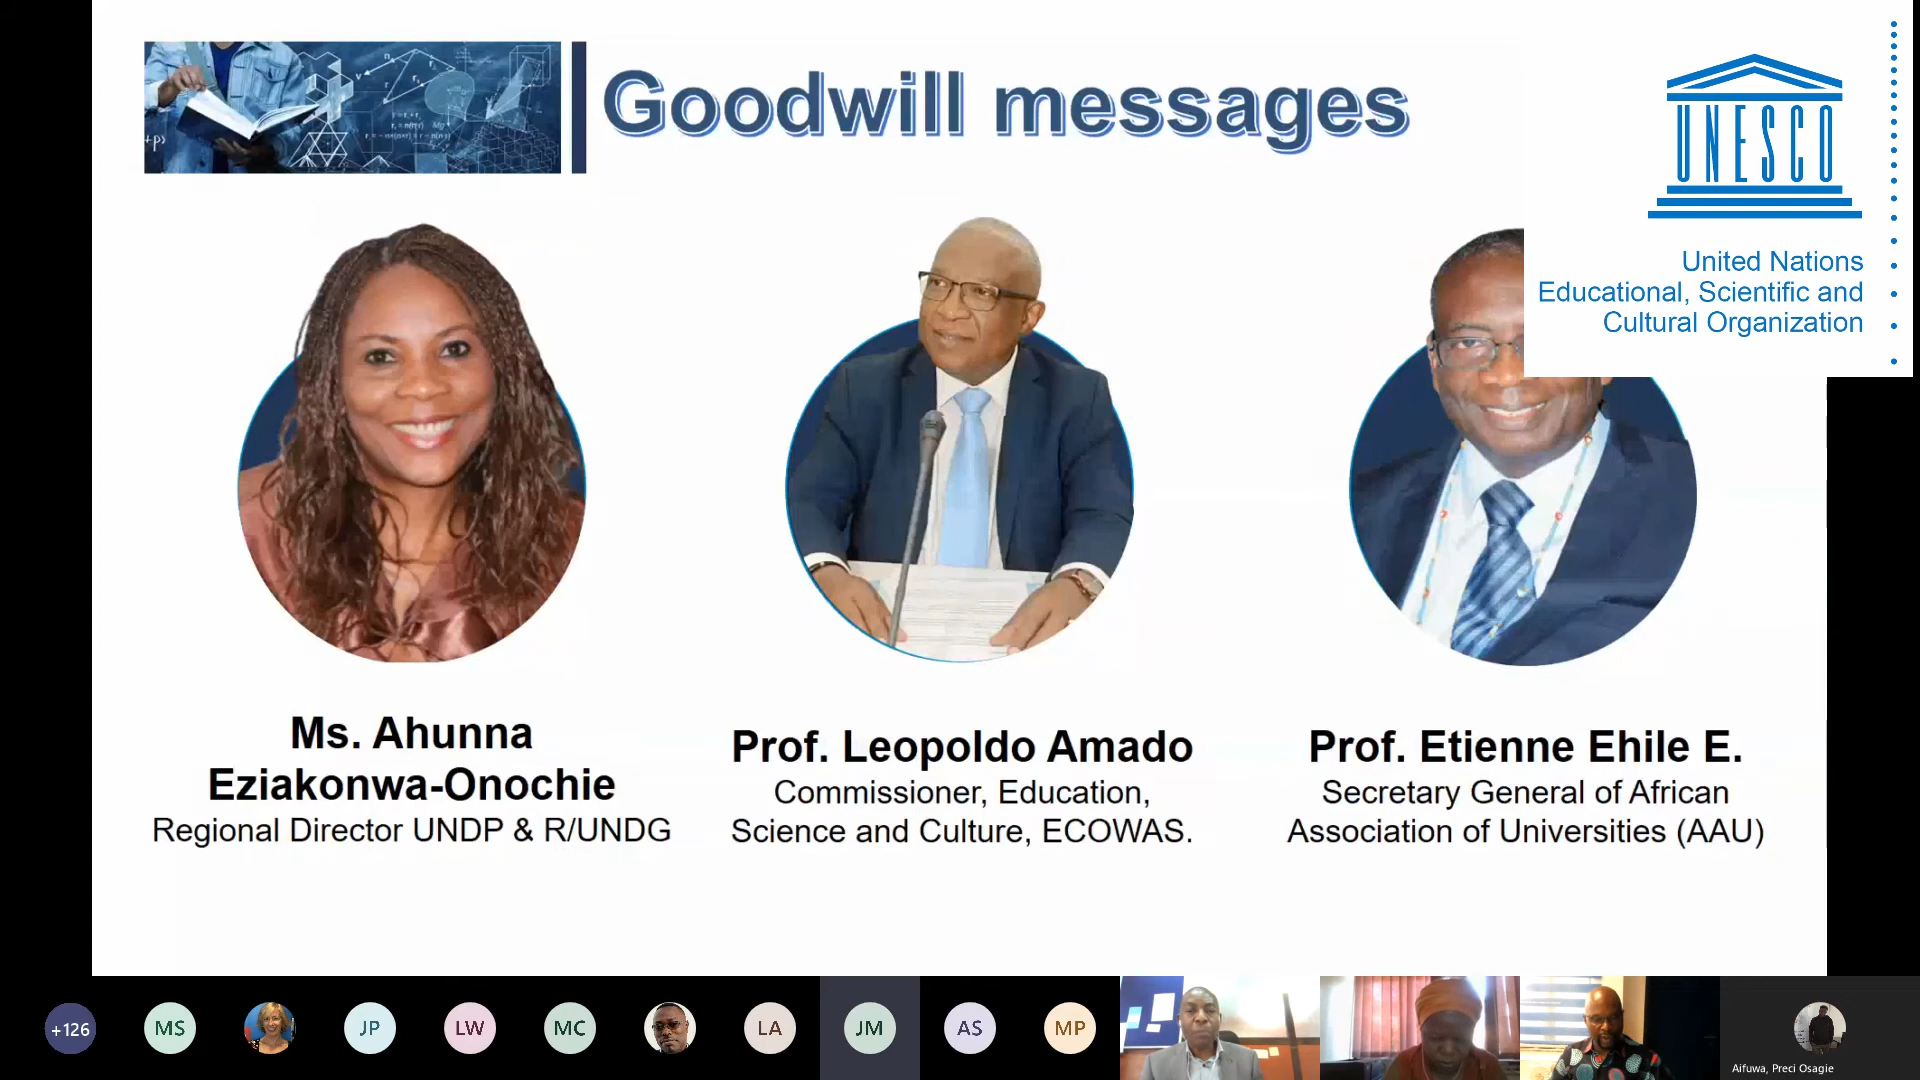 Goodwill messages
UNESCO
United Nations
Educational, Scientific and
Cultural Organization
Ms. Ahunna
Eziakonwa-Onochie
Regional Director UNDP & R/UNDG
Prof. Leopoldo Amado
Commissioner, Education,
Science and Culture, ECOWAS.
Prof. Etienne Ehile E.
Secretary General of African
Association of Universities (AAU)
+126
MS
JP
LW
MC
LA
JM
AS
MP
Aifuwa, Preci Osagie